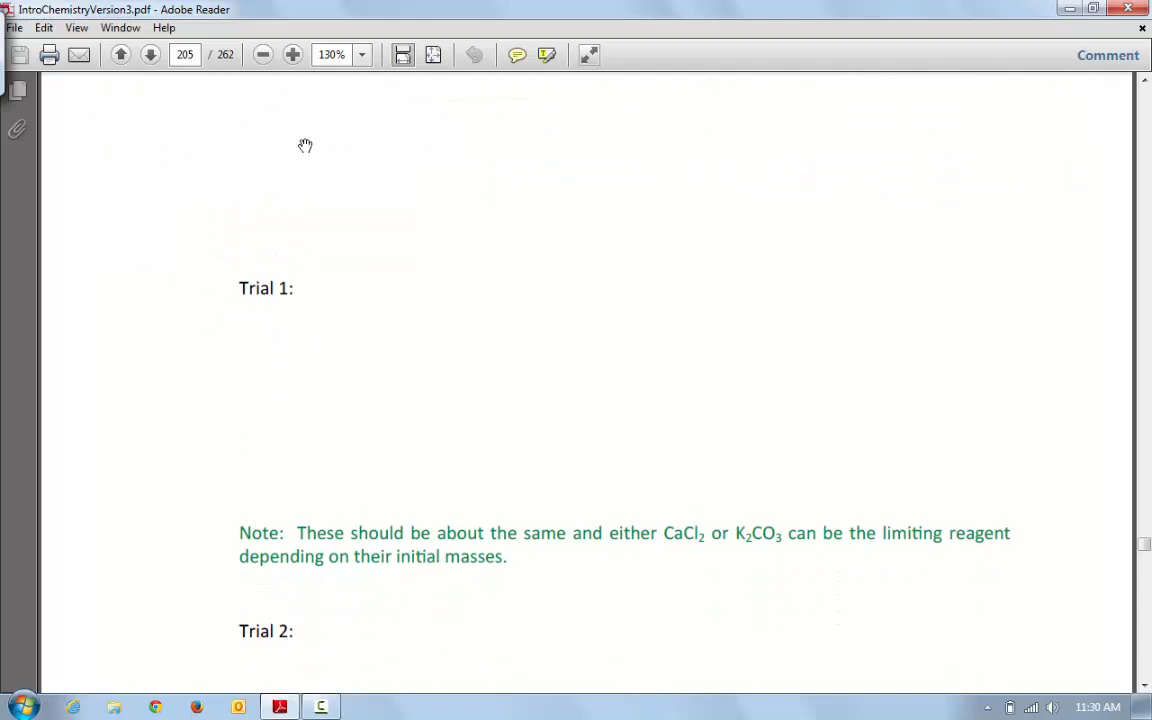 IntroChemistryVersion3.pdf - Adobe Reader
File Edit View Window Help
205 / 262 130% Comment
Trial 1:
Note: These should be about the same and either CaCl₂ or K₂CO₃ can be the limiting reagent
depending on their initial masses.
Trial 2:
11:30 AM